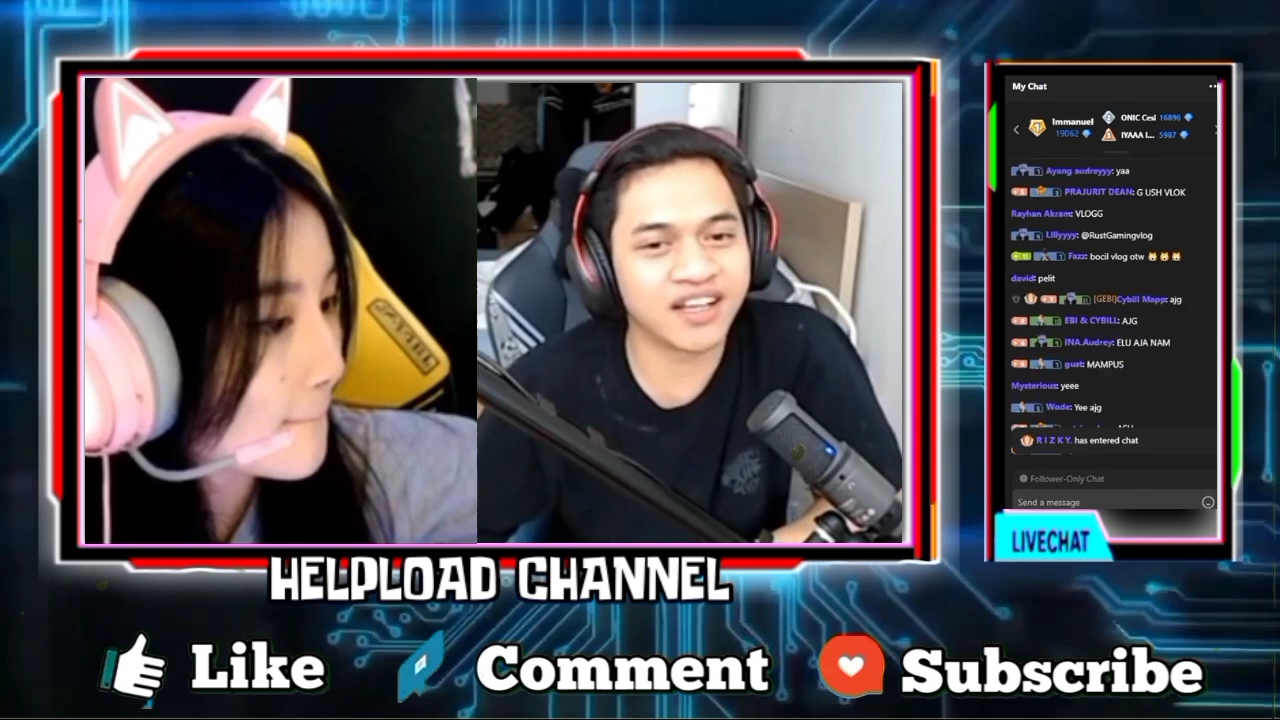 My Chat
Immanuel
19062
ONIC Cesi 16896
IYAAA I... 5987
Ayang audreyyy: yaa
PRAJURIT DEAN: G USH VLOK
Rayhan Akram: VLOGG
Lillyyyy: @RustGamingvlog
Fazz: bocil vlog otw
david: pelit
[GEBI]Cybill Mapp: ajg
EBI & CYBILL: AJG
INA.Audrey: ELU AJA NAM
gust: MAMPUS
Mysterious: yeee
Wode: Yee ajg
R I Z K Y. has entered chat
Follower-Only Chat
Send a message
LIVECHAT
HELPLOAD CHANNEL
Like
Comment
Subscribe